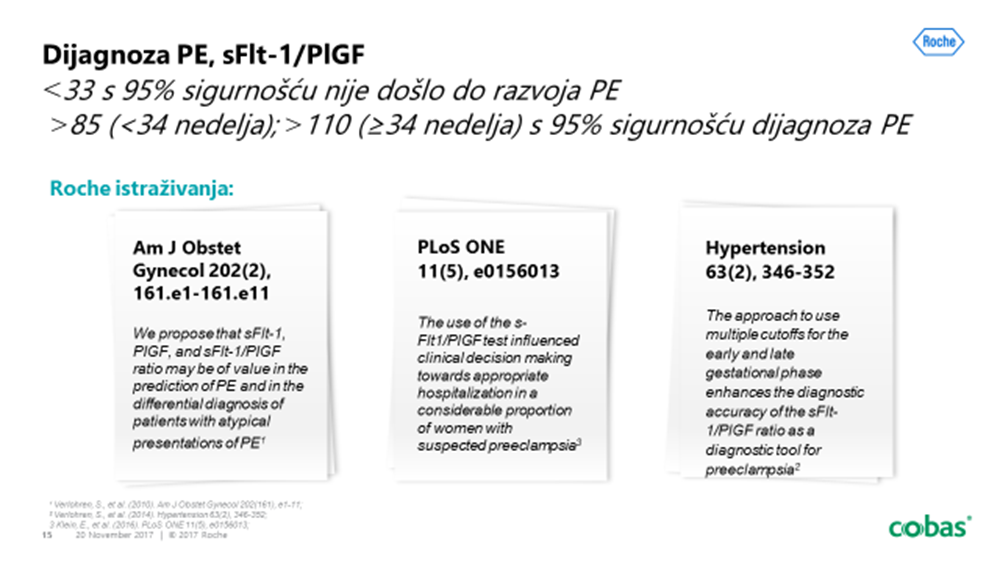 Dijagnoza PE, sFlt-1/PlGF
Roche
<33 s 95% sigurnošću nije došlo do razvoja PE
>85 (<34 nedelja); >110 (≥34 nedelja) s 95% sigurnošću dijagnoza PE
Roche istraživanja:
Am J Obstet
Gynecol 202(2),
161.e1-161.e11
We propose that sFlt-1,
PlGF, and sFlt-1/PlGF
ratio may be of value in the
prediction of PE and in the
differential diagnosis of
patients with atypical
presentations of PE¹
PLoS ONE
11(5), e0156013
The use of the s-
Flt1/PlGF test influenced
clinical decision making
towards appropriate
hospitalization in a
considerable proportion
of women with
suspected preeclampsia³
Hypertension
63(2), 346-352
The approach to use
multiple cutoffs for the
early and late
gestational phase
enhances the diagnostic
accuracy of the sFlt-
1/PlGF ratio as a
diagnostic tool for
preeclampsia²
¹ Verlohren, S., et al. (2010). Am J Obstet Gynecol 202(161), e1-11;
² Verlohren, S., et al. (2014). Hypertension 63(2), 346-352;
3 Klein, E., et al. (2016). PLoS ONE 11(5), e0156013;
15 20 November 2017 | © 2017 Roche
cobas®